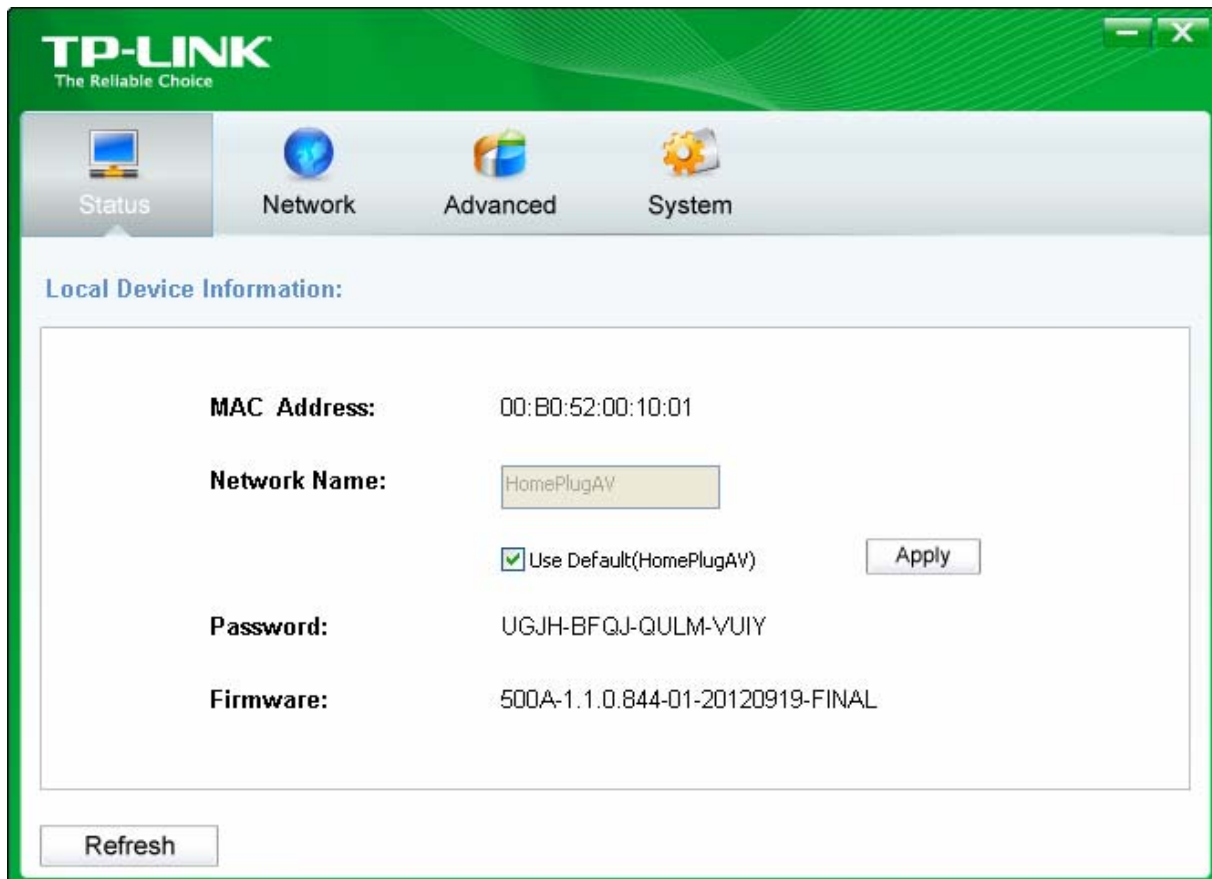 TP-LINK
The Reliable Choice
Status
Network
Advanced
System
Local Device Information:
MAC Address:
00:B0:52:00:10:01
Network Name:
HomePlugAV
Use Default(HomePlugAV)
Apply
Password:
UGJH-BFQJ-QULM-VUIY
Firmware:
500A-1.1.0.844-01-20120919-FINAL
Refresh